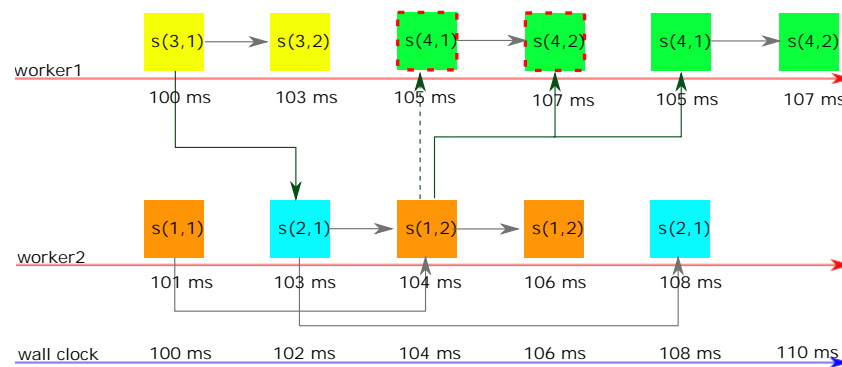 s(3,1) s(3,2) s(4,1) s(4,2) s(4,1) s(4,2)
worker1
100 ms 103 ms 105 ms 107 ms 105 ms 107 ms
s(1,1) s(2,1) s(1,2) s(1,2) s(2,1)
worker2
101 ms 103 ms 104 ms 106 ms 108 ms
wall clock 100 ms 102 ms 104 ms 106 ms 108 ms 110 ms